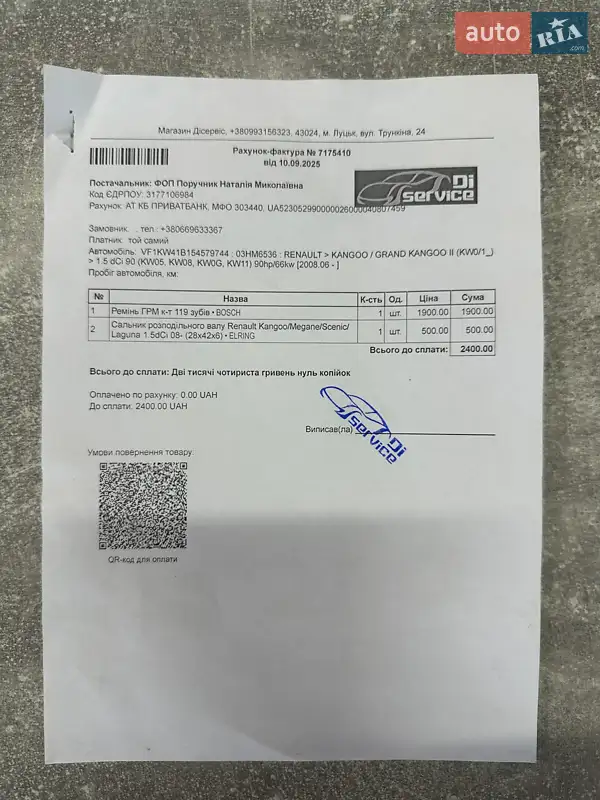 auto RIA .com
Магазин Дісервіс, +380993156323, 43024, м. Луцьк, вул. Трункіна, 24
Рахунок-фактура № 7175410
від 10.09.2025
Постачальник: ФОП Поручник Наталія Миколаївна
Код ЄДРПОУ: 3177106984
Di service
Рахунок: АТ КБ ПРИВАТБАНК, МФО 303440, UA523052990000026000040807459
Замовник: , тел.: +380669633367
Платник: той самий
Автомобіль: VF1KW41B154579744 : 03HM6536 : RENAULT > KANGOO / GRAND KANGOO II (KW0/1_)
> 1.5 dCi 90 (KW05, KW08, KW0G, KW11) 90hp/66kw [2008.06 - ]
Пробіг автомобіля, км:
№ Назва К-сть Од. Ціна Сума
1 Ремінь ГРМ к-т 119 зубів • BOSCH 1 шт. 1900.00 1900.00
2 Сальник розподільного валу Renault Kangoo/Megane/Scenic/
Laguna 1.5dCi 08- (28x42x6) • ELRING 1 шт. 500.00 500.00
Всього до сплати: 2400.00
Всього до сплати: Дві тисячі чотириста гривень нуль копійок
Оплачено по рахунку: 0.00 UAH
До сплати: 2400.00 UAH
Виписав(ла)
Di service
Умови повернення товару
QR-код для оплати